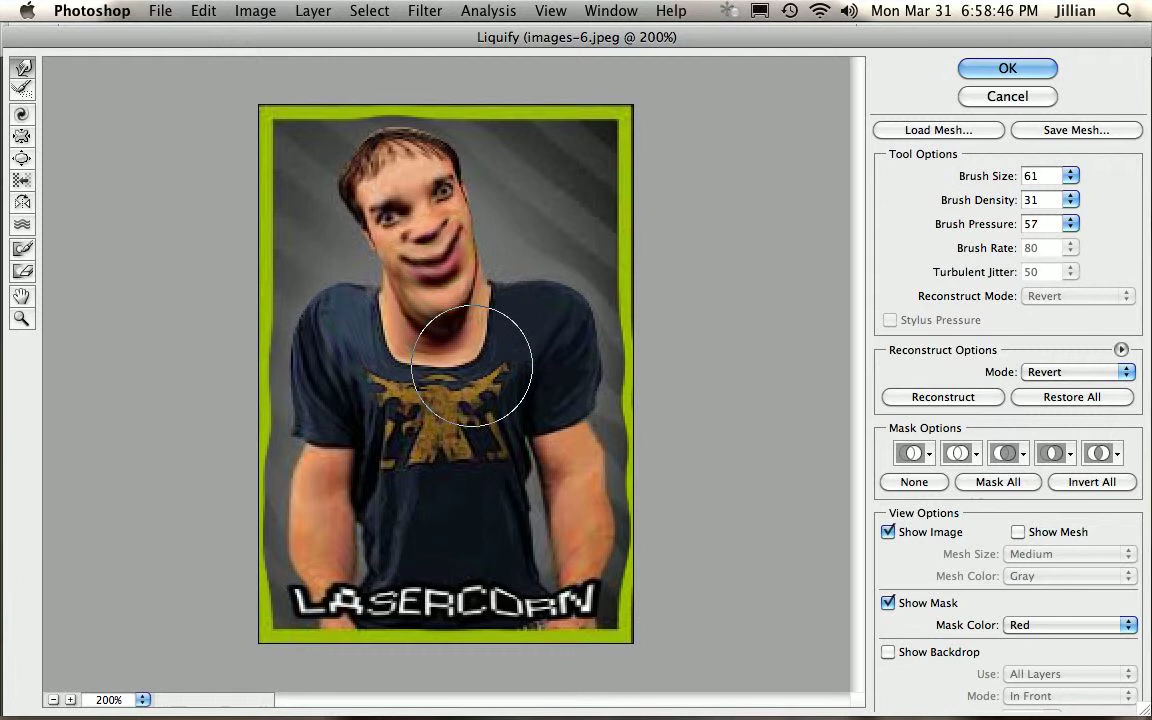 Photoshop File Edit Image Layer Select Filter Analysis View Window Help Mon Mar 31 6:58:46 PM Jillian
Liquify (images-6.jpeg @ 200%)
OK
Cancel
Load Mesh... Save Mesh...
Tool Options
Brush Size: 61
Brush Density: 31
Brush Pressure: 57
Brush Rate: 80
Turbulent Jitter: 50
Reconstruct Mode: Revert
Stylus Pressure
Reconstruct Options
Mode: Revert
Reconstruct Restore All
Mask Options
None Mask All Invert All
View Options
Show Image Show Mesh
Mesh Size: Medium
Mesh Color: Gray
Show Mask
Mask Color: Red
Show Backdrop
Use: All Layers
Mode: In Front
LASERCORN
200%